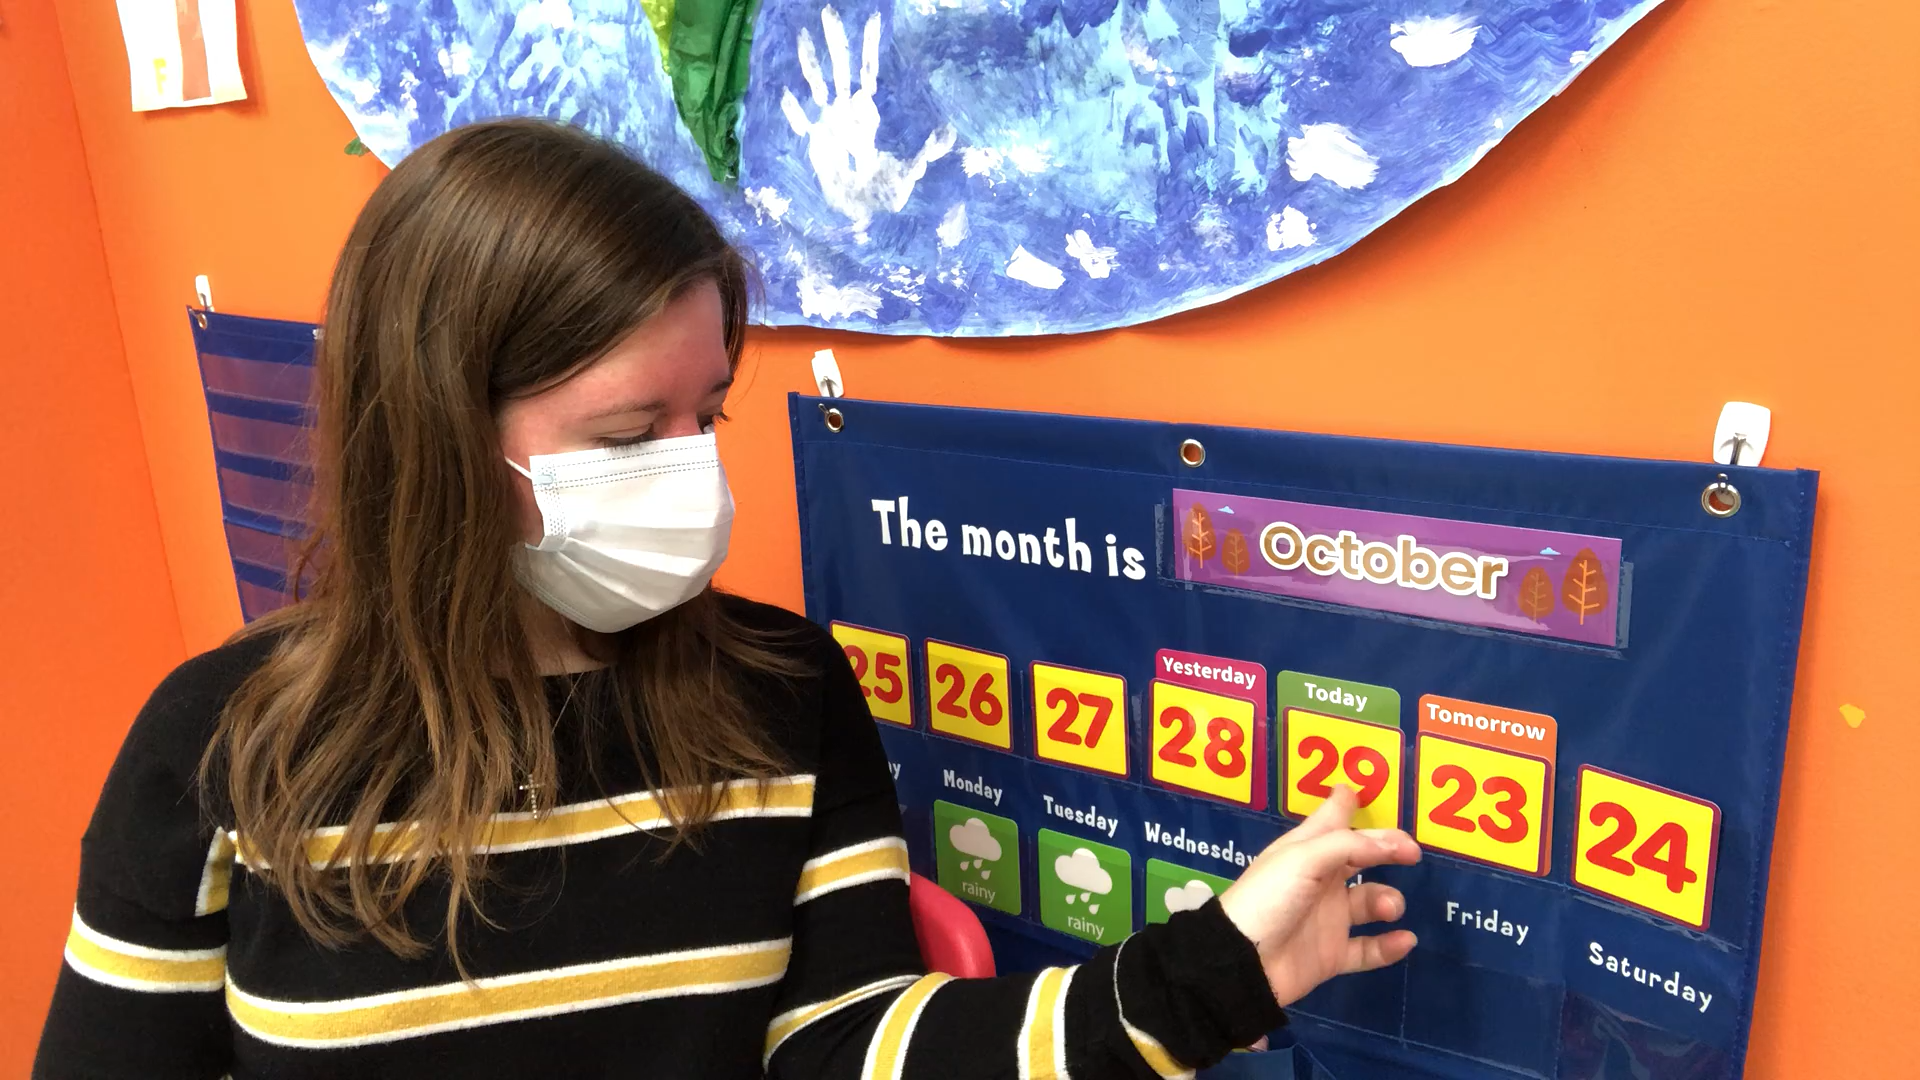 The month is October
Yesterday Today Tomorrow
25 26 27 28 29 23 24
Monday Tuesday Wednesday Friday Saturday
rainy rainy